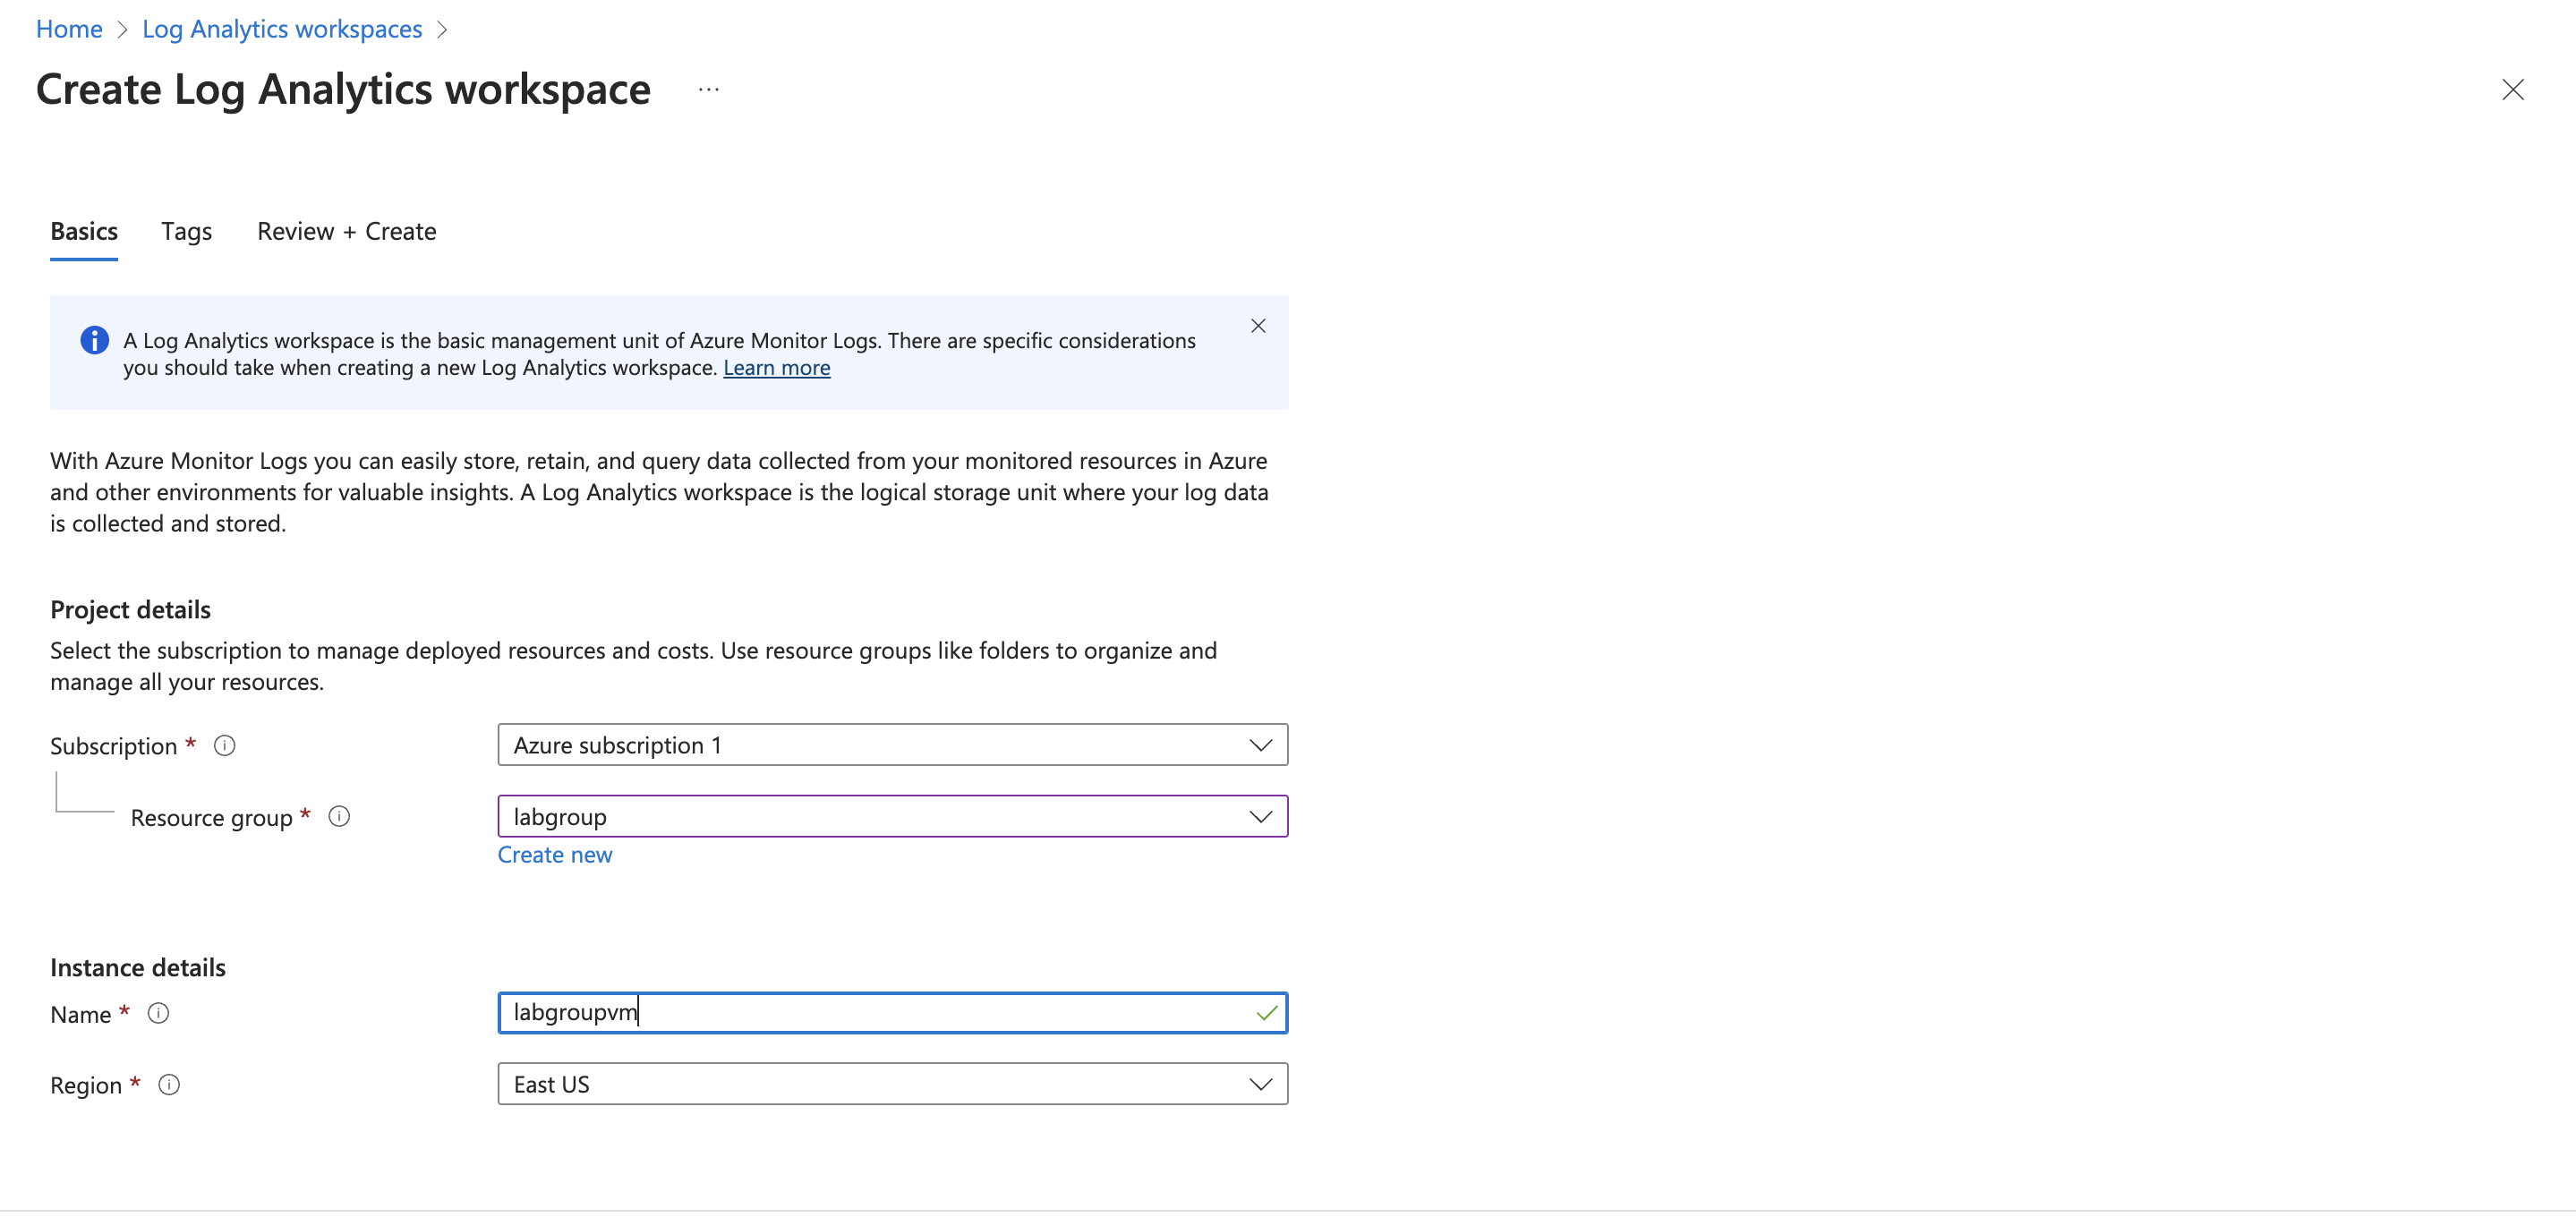 Home > Log Analytics workspaces >
Create Log Analytics workspace ...
Basics Tags Review + Create
A Log Analytics workspace is the basic management unit of Azure Monitor Logs. There are specific considerations
you should take when creating a new Log Analytics workspace. Learn more
With Azure Monitor Logs you can easily store, retain, and query data collected from your monitored resources in Azure
and other environments for valuable insights. A Log Analytics workspace is the logical storage unit where your log data
is collected and stored.
Project details
Select the subscription to manage deployed resources and costs. Use resource groups like folders to organize and
manage all your resources.
Subscription * Azure subscription 1
Resource group * labgroup
Create new
Instance details
Name * labgroupvm
Region * East US